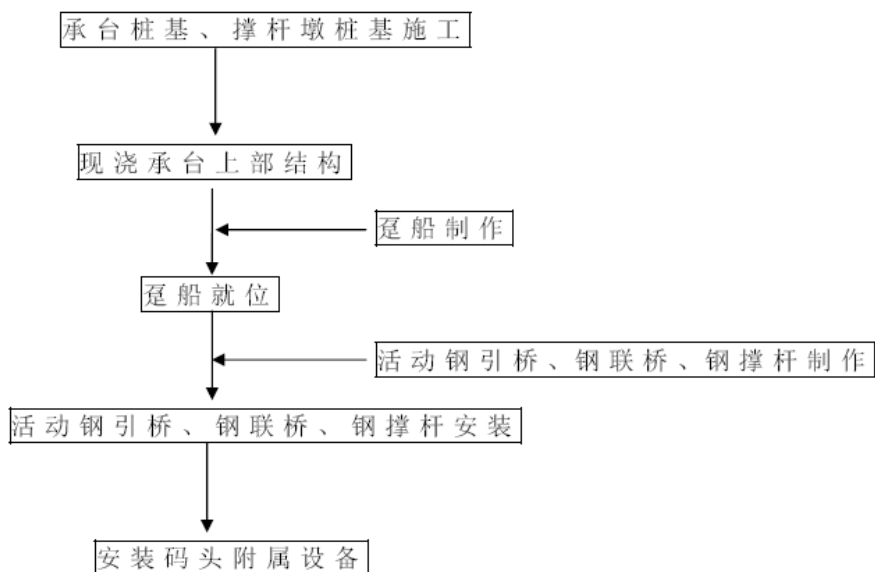 承台桩基、撑杆墩桩基施工
现浇承台上部结构
趸船制作
趸船就位
活动钢引桥、钢联桥、钢撑杆制作
活动钢引桥、钢联桥、钢撑杆安装
安装码头附属设备